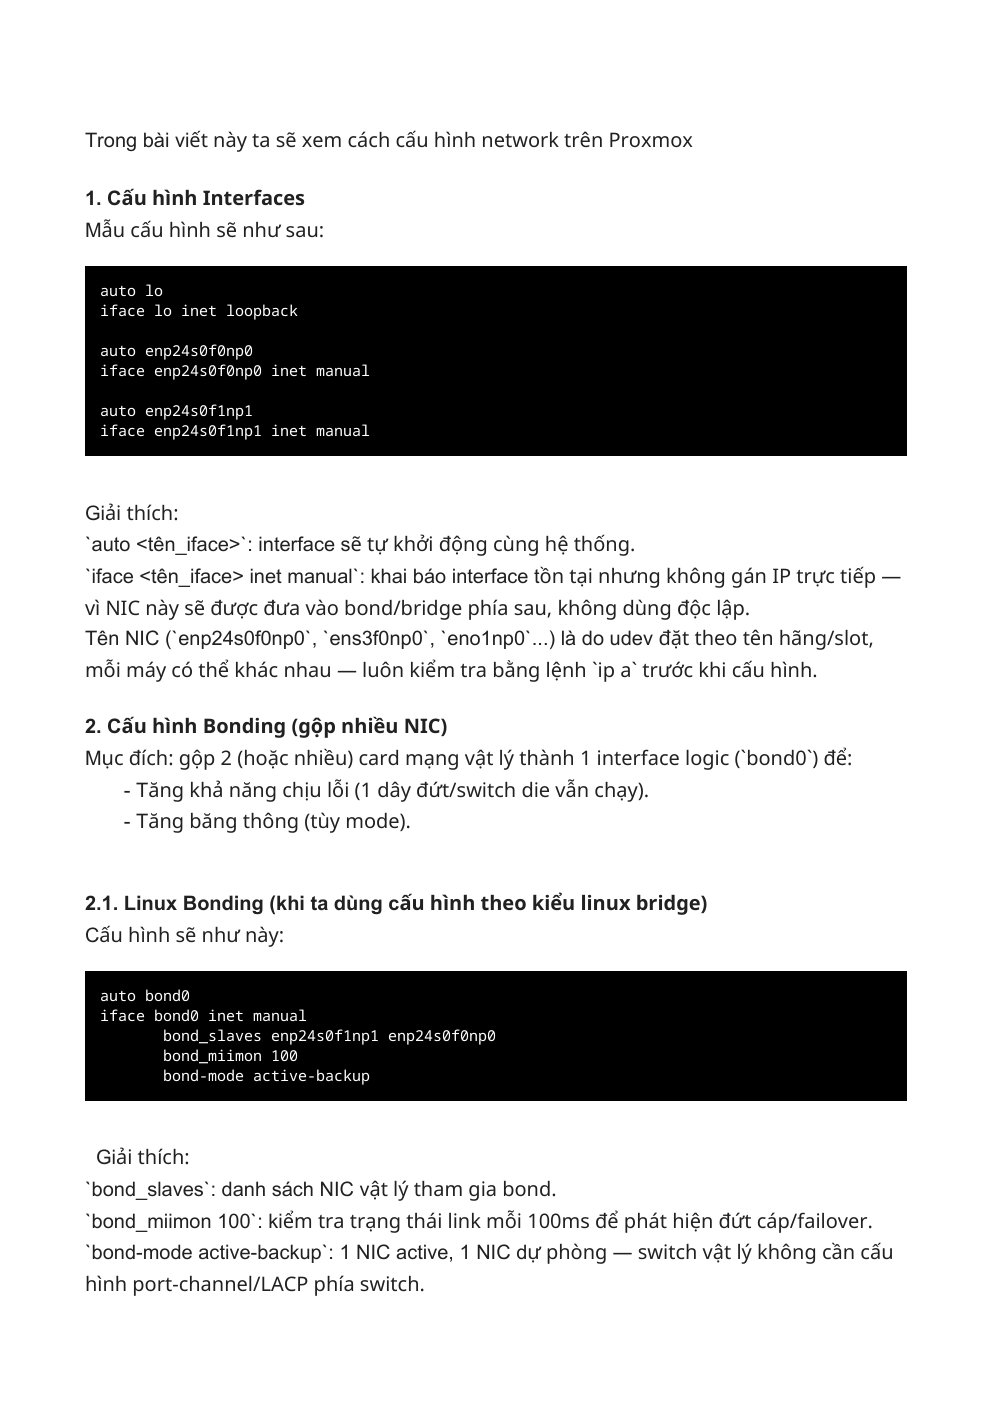 Trong bài viết này ta sẽ xem cách cấu hình network trên Proxmox
1. Cấu hình Interfaces
Mẫu cấu hình sẽ như sau:
auto lo
iface lo inet loopback
auto enp24s0f0np0
iface enp24s0f0np0 inet manual
auto enp24s0f1np1
iface enp24s0f1np1 inet manual
Giải thích:
`auto <tên_iface>`: interface sẽ tự khởi động cùng hệ thống.
`iface <tên_iface> inet manual`: khai báo interface tồn tại nhưng không gán IP trực tiếp —
vì NIC này sẽ được đưa vào bond/bridge phía sau, không dùng độc lập.
Tên NIC (`enp24s0f0np0`, `ens3f0np0`, `eno1np0`...) là do udev đặt theo tên hãng/slot,
mỗi máy có thể khác nhau — luôn kiểm tra bằng lệnh `ip a` trước khi cấu hình.
2. Cấu hình Bonding (gộp nhiều NIC)
Mục đích: gộp 2 (hoặc nhiều) card mạng vật lý thành 1 interface logic (`bond0`) để:
- Tăng khả năng chịu lỗi (1 dây đứt/switch die vẫn chạy).
- Tăng băng thông (tùy mode).
2.1. Linux Bonding (khi ta dùng cấu hình theo kiểu linux bridge)
Cấu hình sẽ như này:
auto bond0
iface bond0 inet manual
bond_slaves enp24s0f1np1 enp24s0f0np0
bond_miimon 100
bond-mode active-backup
Giải thích:
`bond_slaves`: danh sách NIC vật lý tham gia bond.
`bond_miimon 100`: kiểm tra trạng thái link mỗi 100ms để phát hiện đứt cáp/failover.
`bond-mode active-backup`: 1 NIC active, 1 NIC dự phòng — switch vật lý không cần cấu
hình port-channel/LACP phía switch.